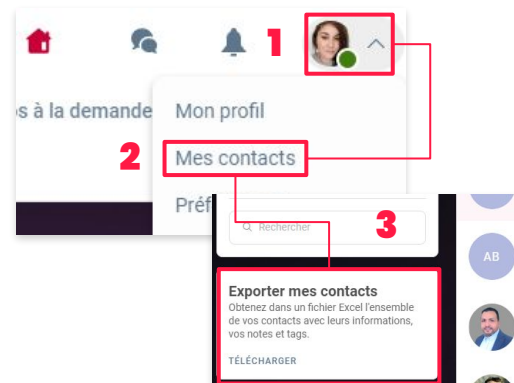 1
s à la demande
Mon profil
2
Mes contacts
Préf
3
Rechercher
AB
Exporter mes contacts
Obtenez dans un fichier Excel l'ensemble
de vos contacts avec leurs informations,
vos notes et tags.
TÉLÉCHARGER